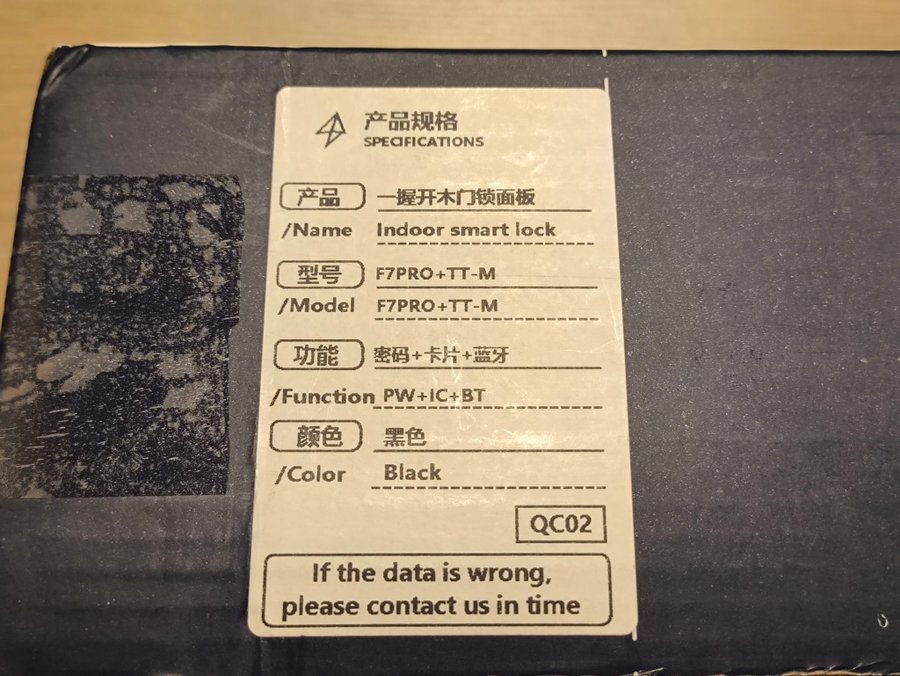 产品规格
SPECIFICATIONS
产品 一握开木门锁面板
/Name Indoor smart lock
型号 F7PRO+TT-M
/Model F7PRO+TT-M
功能 密码+卡片+蓝牙
/Function PW+IC+BT
颜色 黑色
/Color Black
QC02
If the data is wrong,
please contact us in time